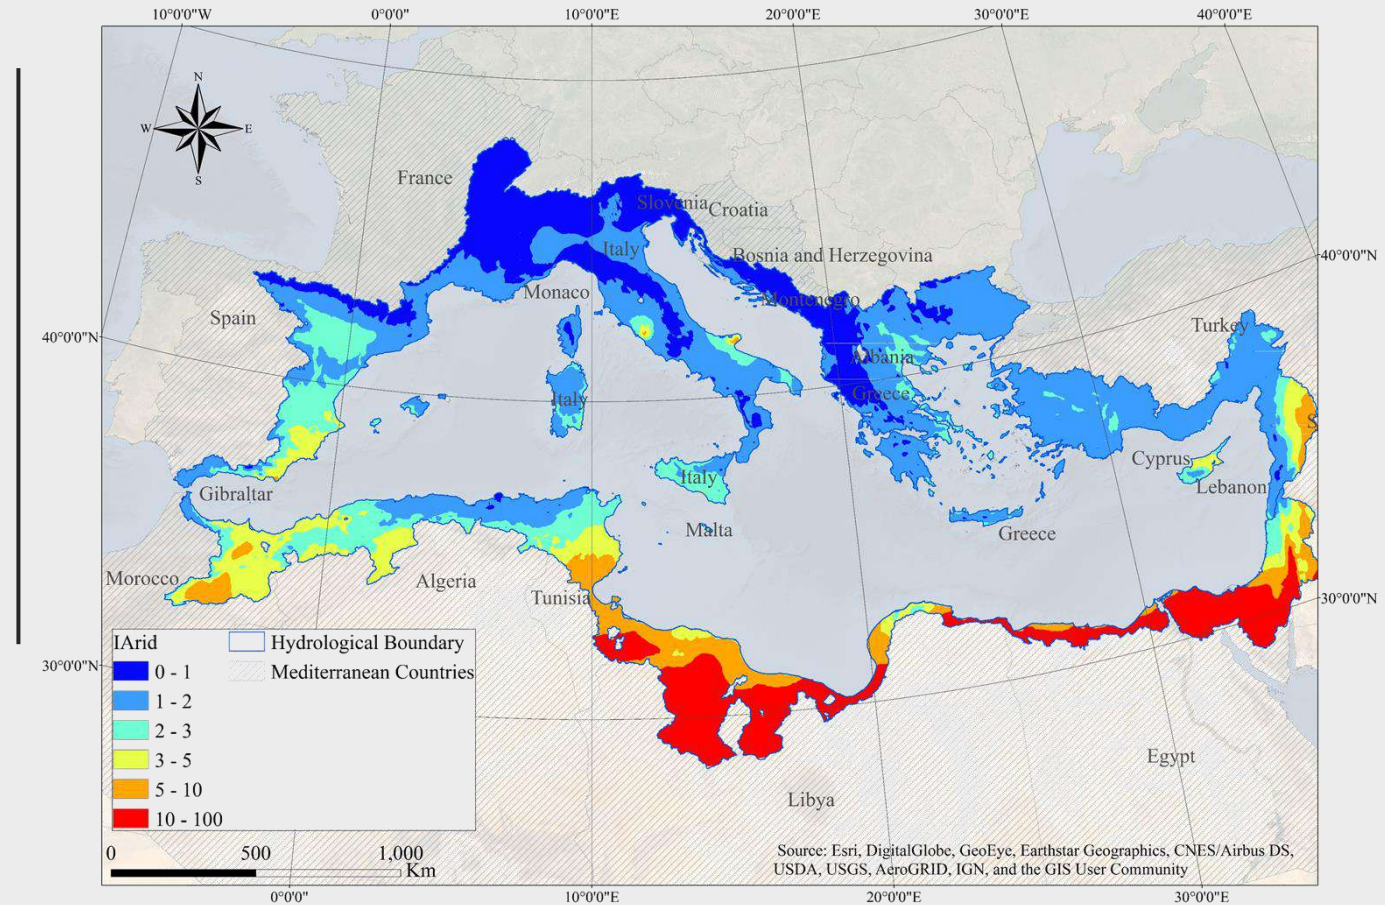 10°0'0"W 0°0'0" 10°0'0"E 20°0'0"E 30°0'0"E 40°0'0"E
N
W E
S
France
Slovenia
Croatia
Italy
Bosnia and Herzegovina
40°0'0"N
Monaco
Montenegro
Spain
Turkey
40°0'0"N
Albania
Greece
Italy
Cyprus
Italy
Lebanon
Gibraltar
Malta
Greece
Morocco
Algeria
Tunisia
30°0'0"N
IArid
Hydrological Boundary
0 - 1
Mediterranean Countries
30°0'0"N
1 - 2
2 - 3
3 - 5
5 - 10
10 - 100
Egypt
Libya
0 500 1,000
Km
Source: Esri, DigitalGlobe, GeoEye, Earthstar Geographics, CNES/Airbus DS,
USDA, USGS, AeroGRID, IGN, and the GIS User Community
0°0'0" 10°0'0"E 20°0'0"E 30°0'0"E